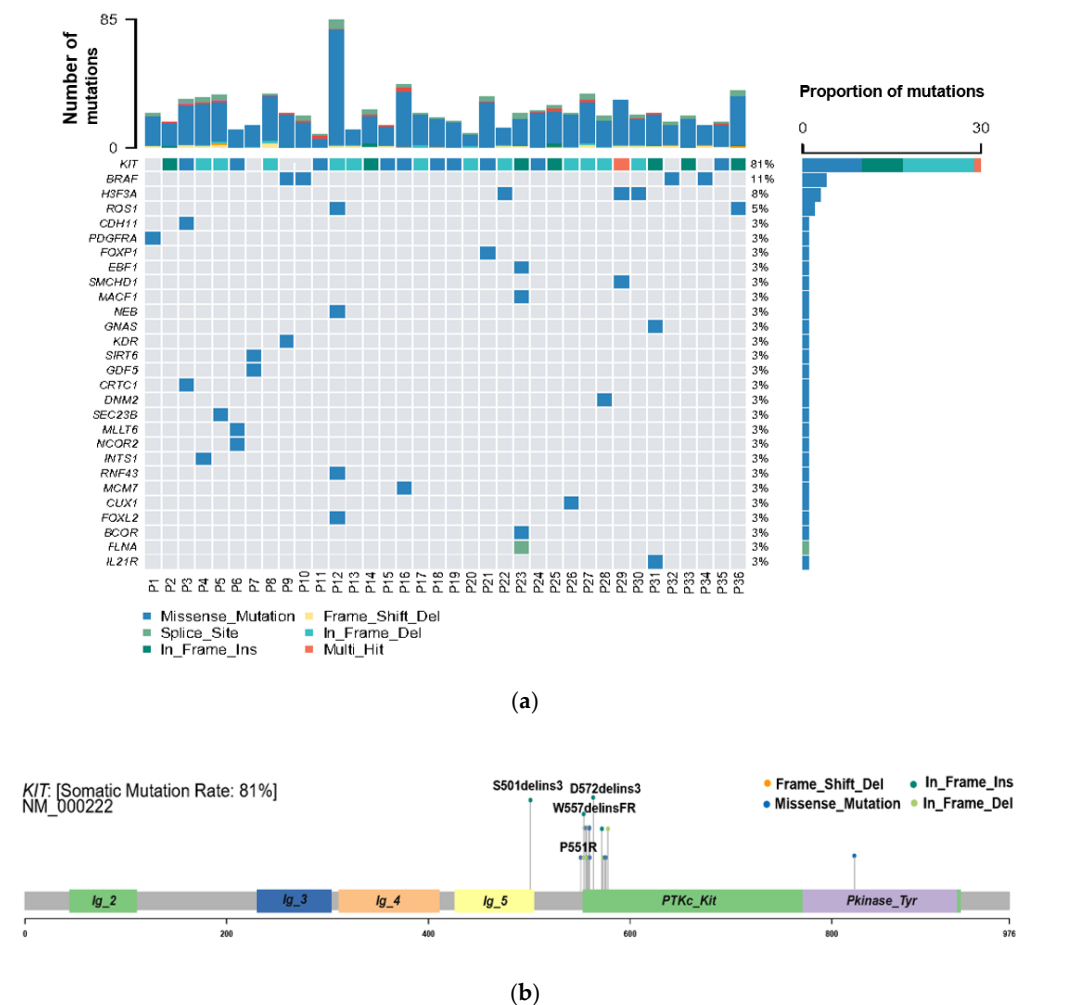 85
Number of
mutations
0
Proportion of mutations
0 30
KIT 81%
BRAF 11%
H3F3A 8%
ROS1 5%
CDH11 3%
PDGFRA 3%
FOXP1 3%
EBF1 3%
SMCHD1 3%
MACF1 3%
NEB 3%
GNAS 3%
KDR 3%
SIRT6 3%
GDF5 3%
CRTC1 3%
DNM2 3%
SEC23B 3%
MLLT6 3%
NCOR2 3%
INTS1 3%
RNF43 3%
MCM7 3%
CUX1 3%
FOXL2 3%
BCOR 3%
FLNA 3%
IL21R 3%
P1 P2 P3 P4 P5 P6 P7 P8 P9 P10 P11 P12 P13 P14 P15 P16 P17 P18 P19 P20 P21 P22 P23 P24 P25 P26 P27 P28 P29 P30 P31 P32 P33 P34 P35 P36
Missense_Mutation Frame_Shift_Del
Splice_Site In_Frame_Del
In_Frame_Ins Multi_Hit
(a)
KIT: [Somatic Mutation Rate: 81%]
NM_000222
S501delins3 D572delins3
W557delinsFR
P551R
Frame_Shift_Del In_Frame_Ins
Missense_Mutation In_Frame_Del
Ig_2 Ig_3 Ig_4 Ig_5 PTKc_Kit Pkinase_Tyr
0 200 400 600 800 976
(b)